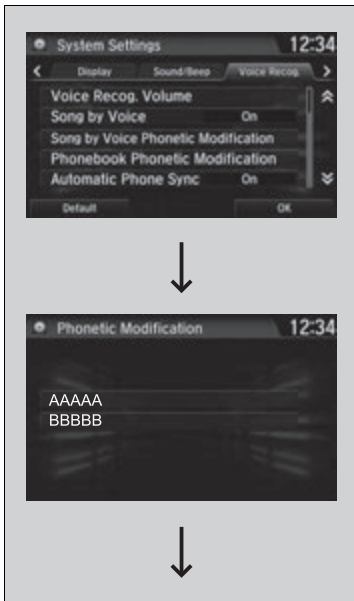 System Settings 12:34
Display Sound/Beep Voice Recog.
Voice Recog. Volume
Song by Voice On
Song by Voice Phonetic Modification
Phonebook Phonetic Modification
Automatic Phone Sync On
Default OK
Phonetic Modification 12:34
AAAAA
BBBBB